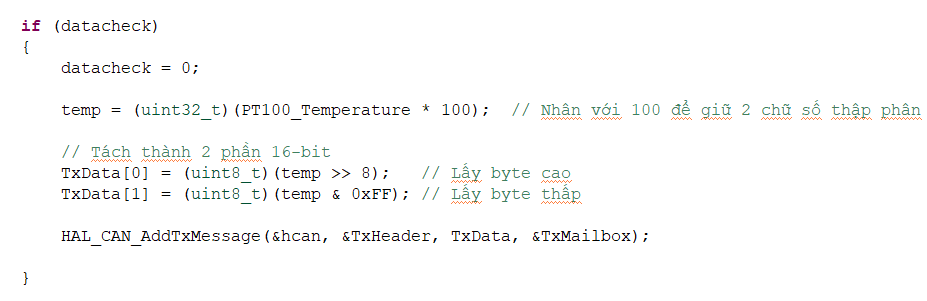 if (datacheck)
{
datacheck = 0;
temp = (uint32_t)(PT100_Temperature * 100);  // Nhân với 100 để giữ 2 chữ số thập phân
// Tách thành 2 phần 16-bit
TxData[0] = (uint8_t)(temp >> 8);   // Lấy byte cao
TxData[1] = (uint8_t)(temp & 0xFF); // Lấy byte thấp
HAL_CAN_AddTxMessage(&hcan, &TxHeader, TxData, &TxMailbox);
}